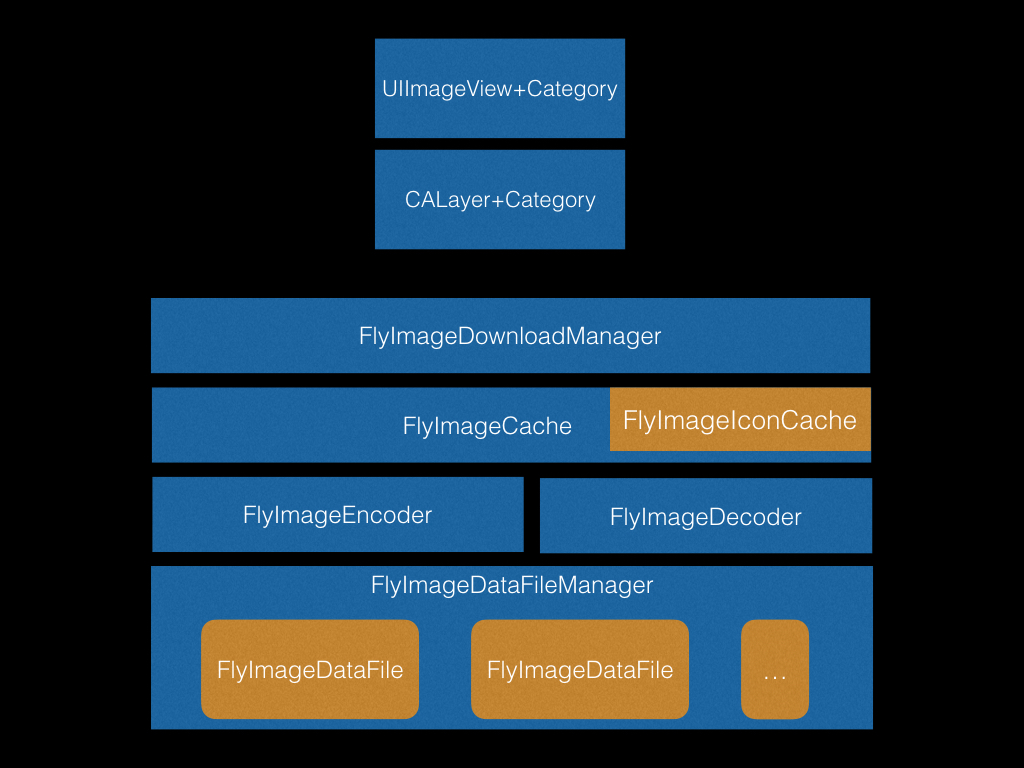 UIImageView+Category
CALayer+Category
FlyImageDownloadManager
FlyImageCache
FlyImageIconCache
FlyImageEncoder
FlyImageDecoder
FlyImageDataFileManager
FlyImageDataFile
FlyImageDataFile
...